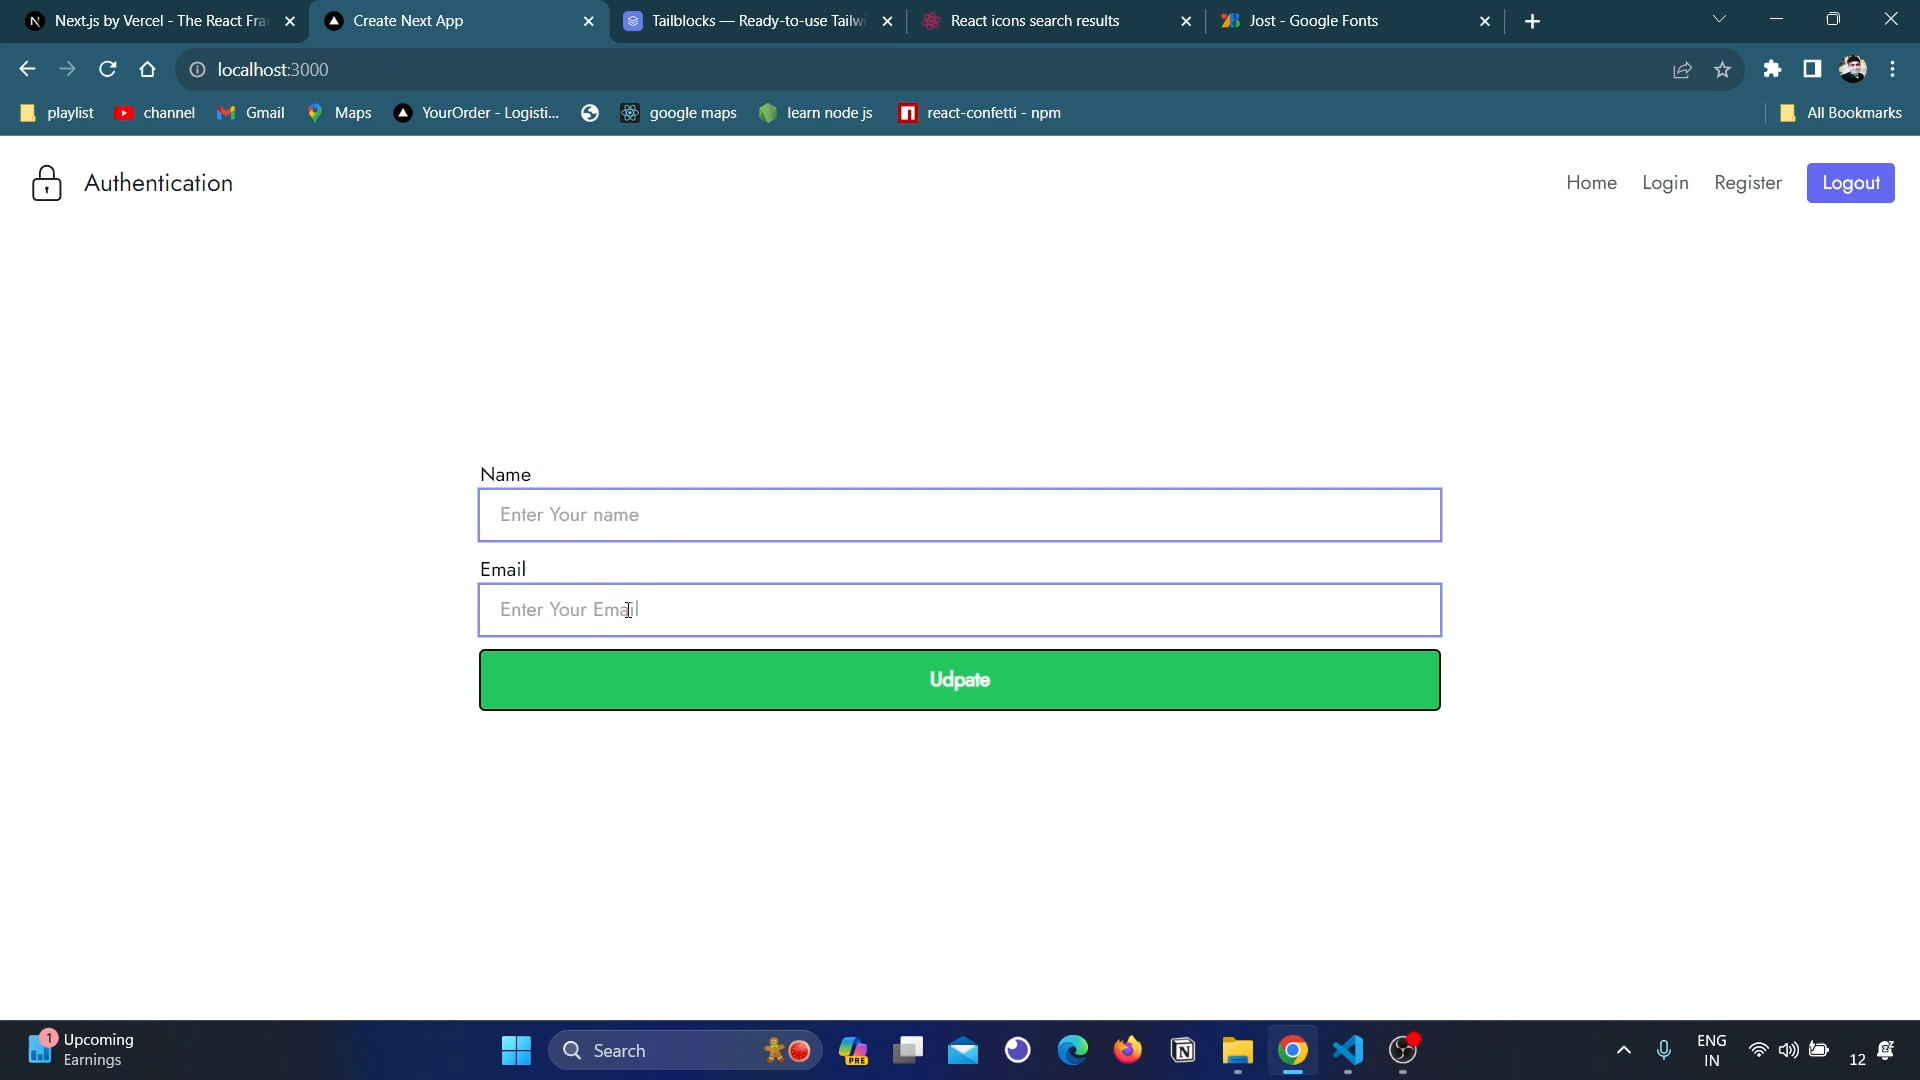 Next.js by Vercel - The React Fra
Create Next App
Tailblocks — Ready-to-use Tailwi
React icons search results
Jost - Google Fonts
localhost:3000
playlist
channel
Gmail
Maps
YourOrder - Logisti...
google maps
learn node js
react-confetti - npm
All Bookmarks
Authentication
Home
Login
Register
Logout
Name
Enter Your name
Email
Enter Your Email
Udpate
1
Upcoming
Earnings
Search
PRE
ENG
IN
12